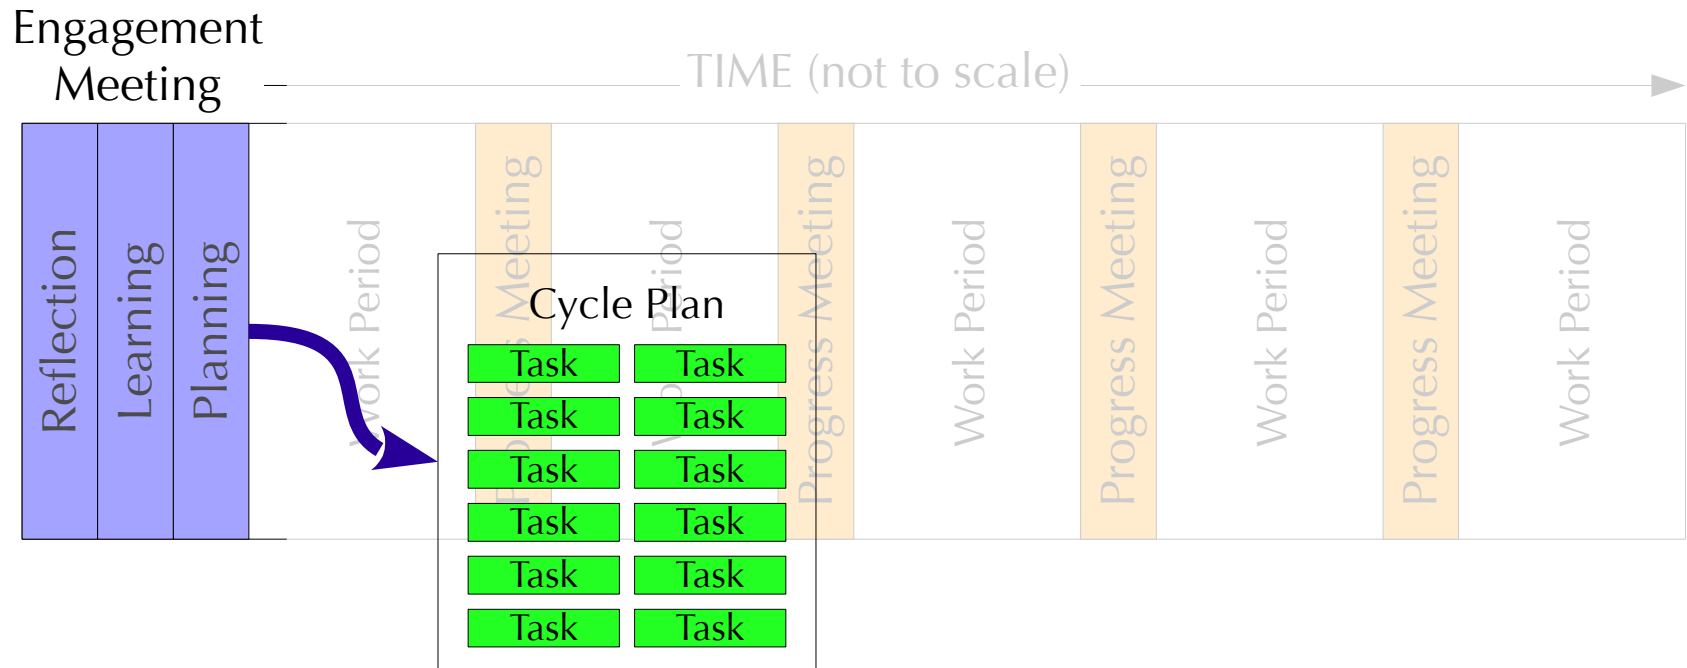 Engagement
Meeting
TIME (not to scale)
Reflection
Learning
Planning
Work Period
Progress Meeting
Work Period
Progress Meeting
Work Period
Progress Meeting
Work Period
Progress Meeting
Work Period
Cycle Plan
Task Task
Task Task
Task Task
Task Task
Task Task
Task Task